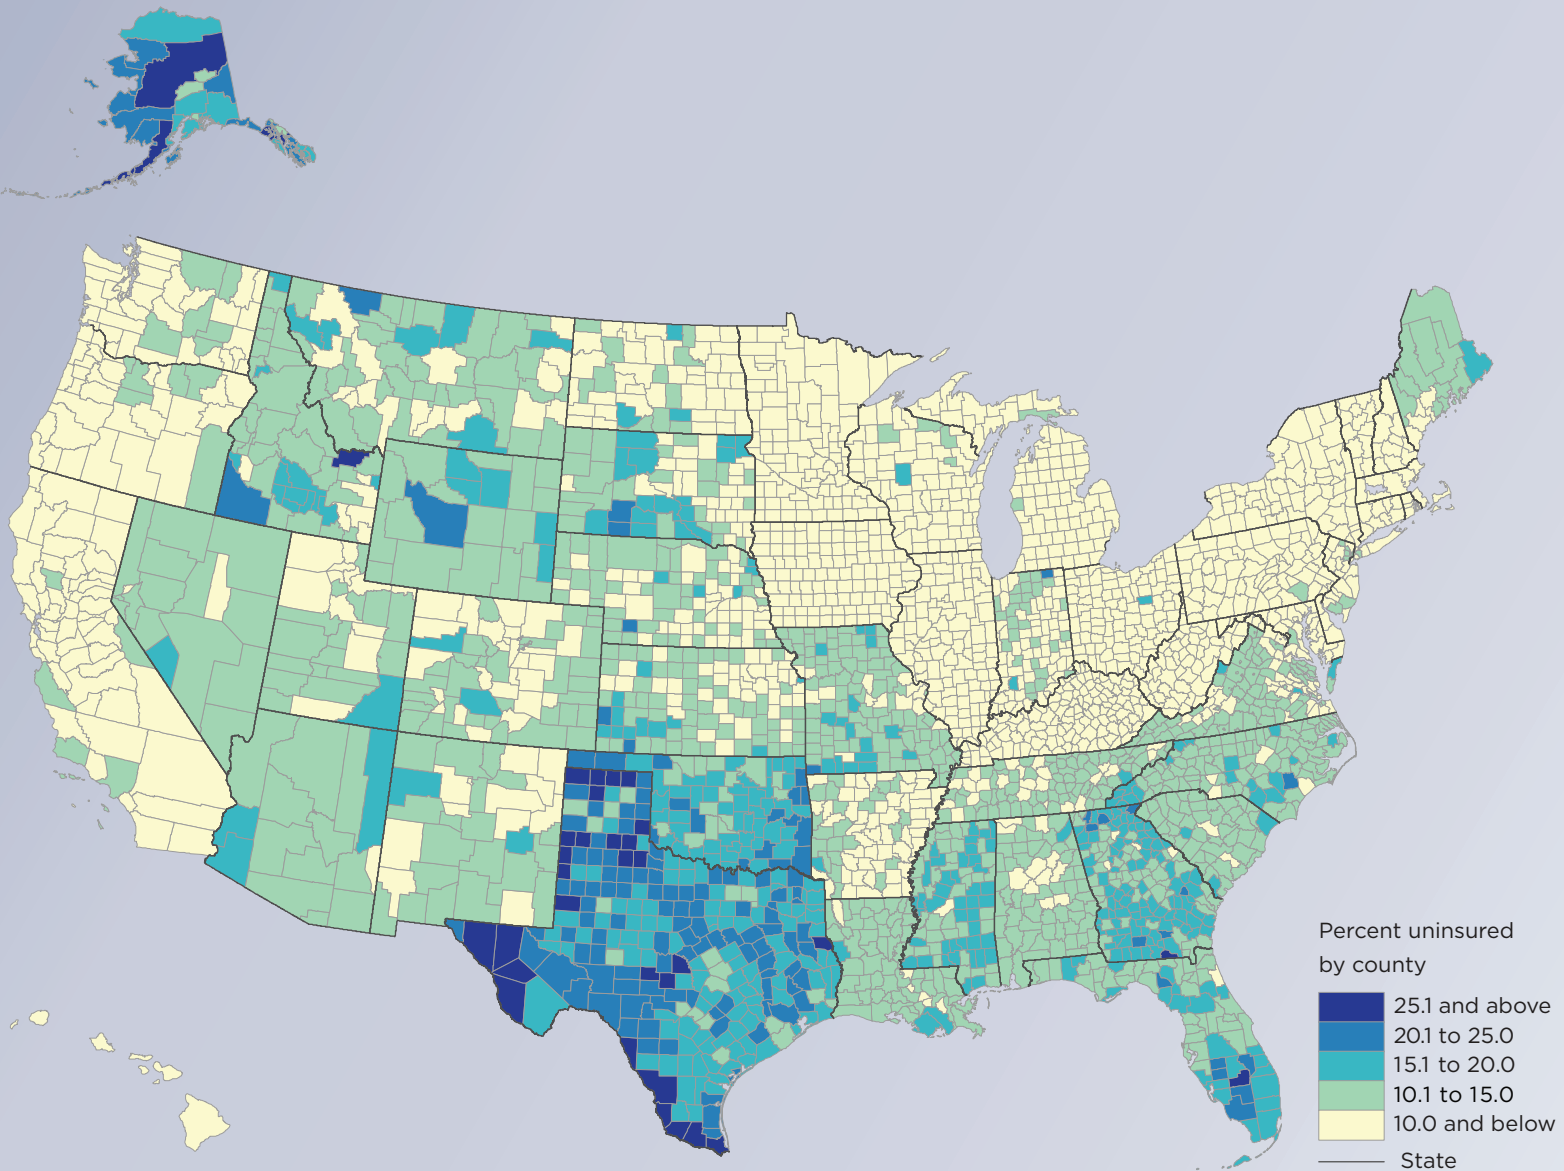 Percent uninsured
by county
25.1 and above
20.1 to 25.0
15.1 to 20.0
10.1 to 15.0
10.0 and below
State